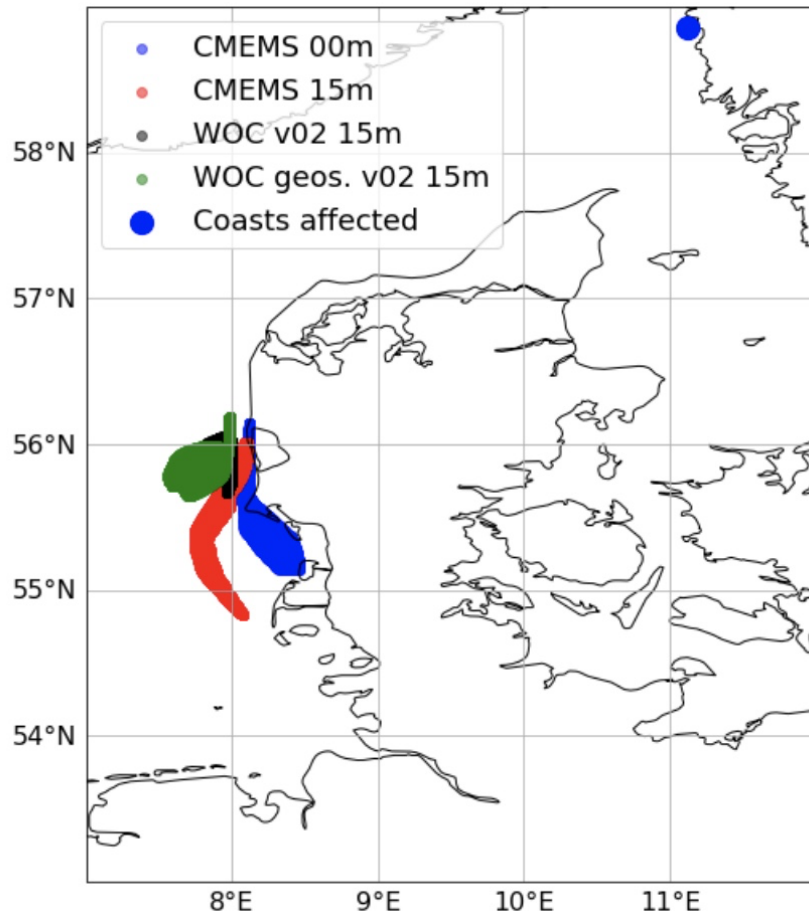 CMEMS 00m
CMEMS 15m
WOC v02 15m
WOC geos. v02 15m
Coasts affected
58°N
57°N
56°N
55°N
54°N
8°E 9°E 10°E 11°E